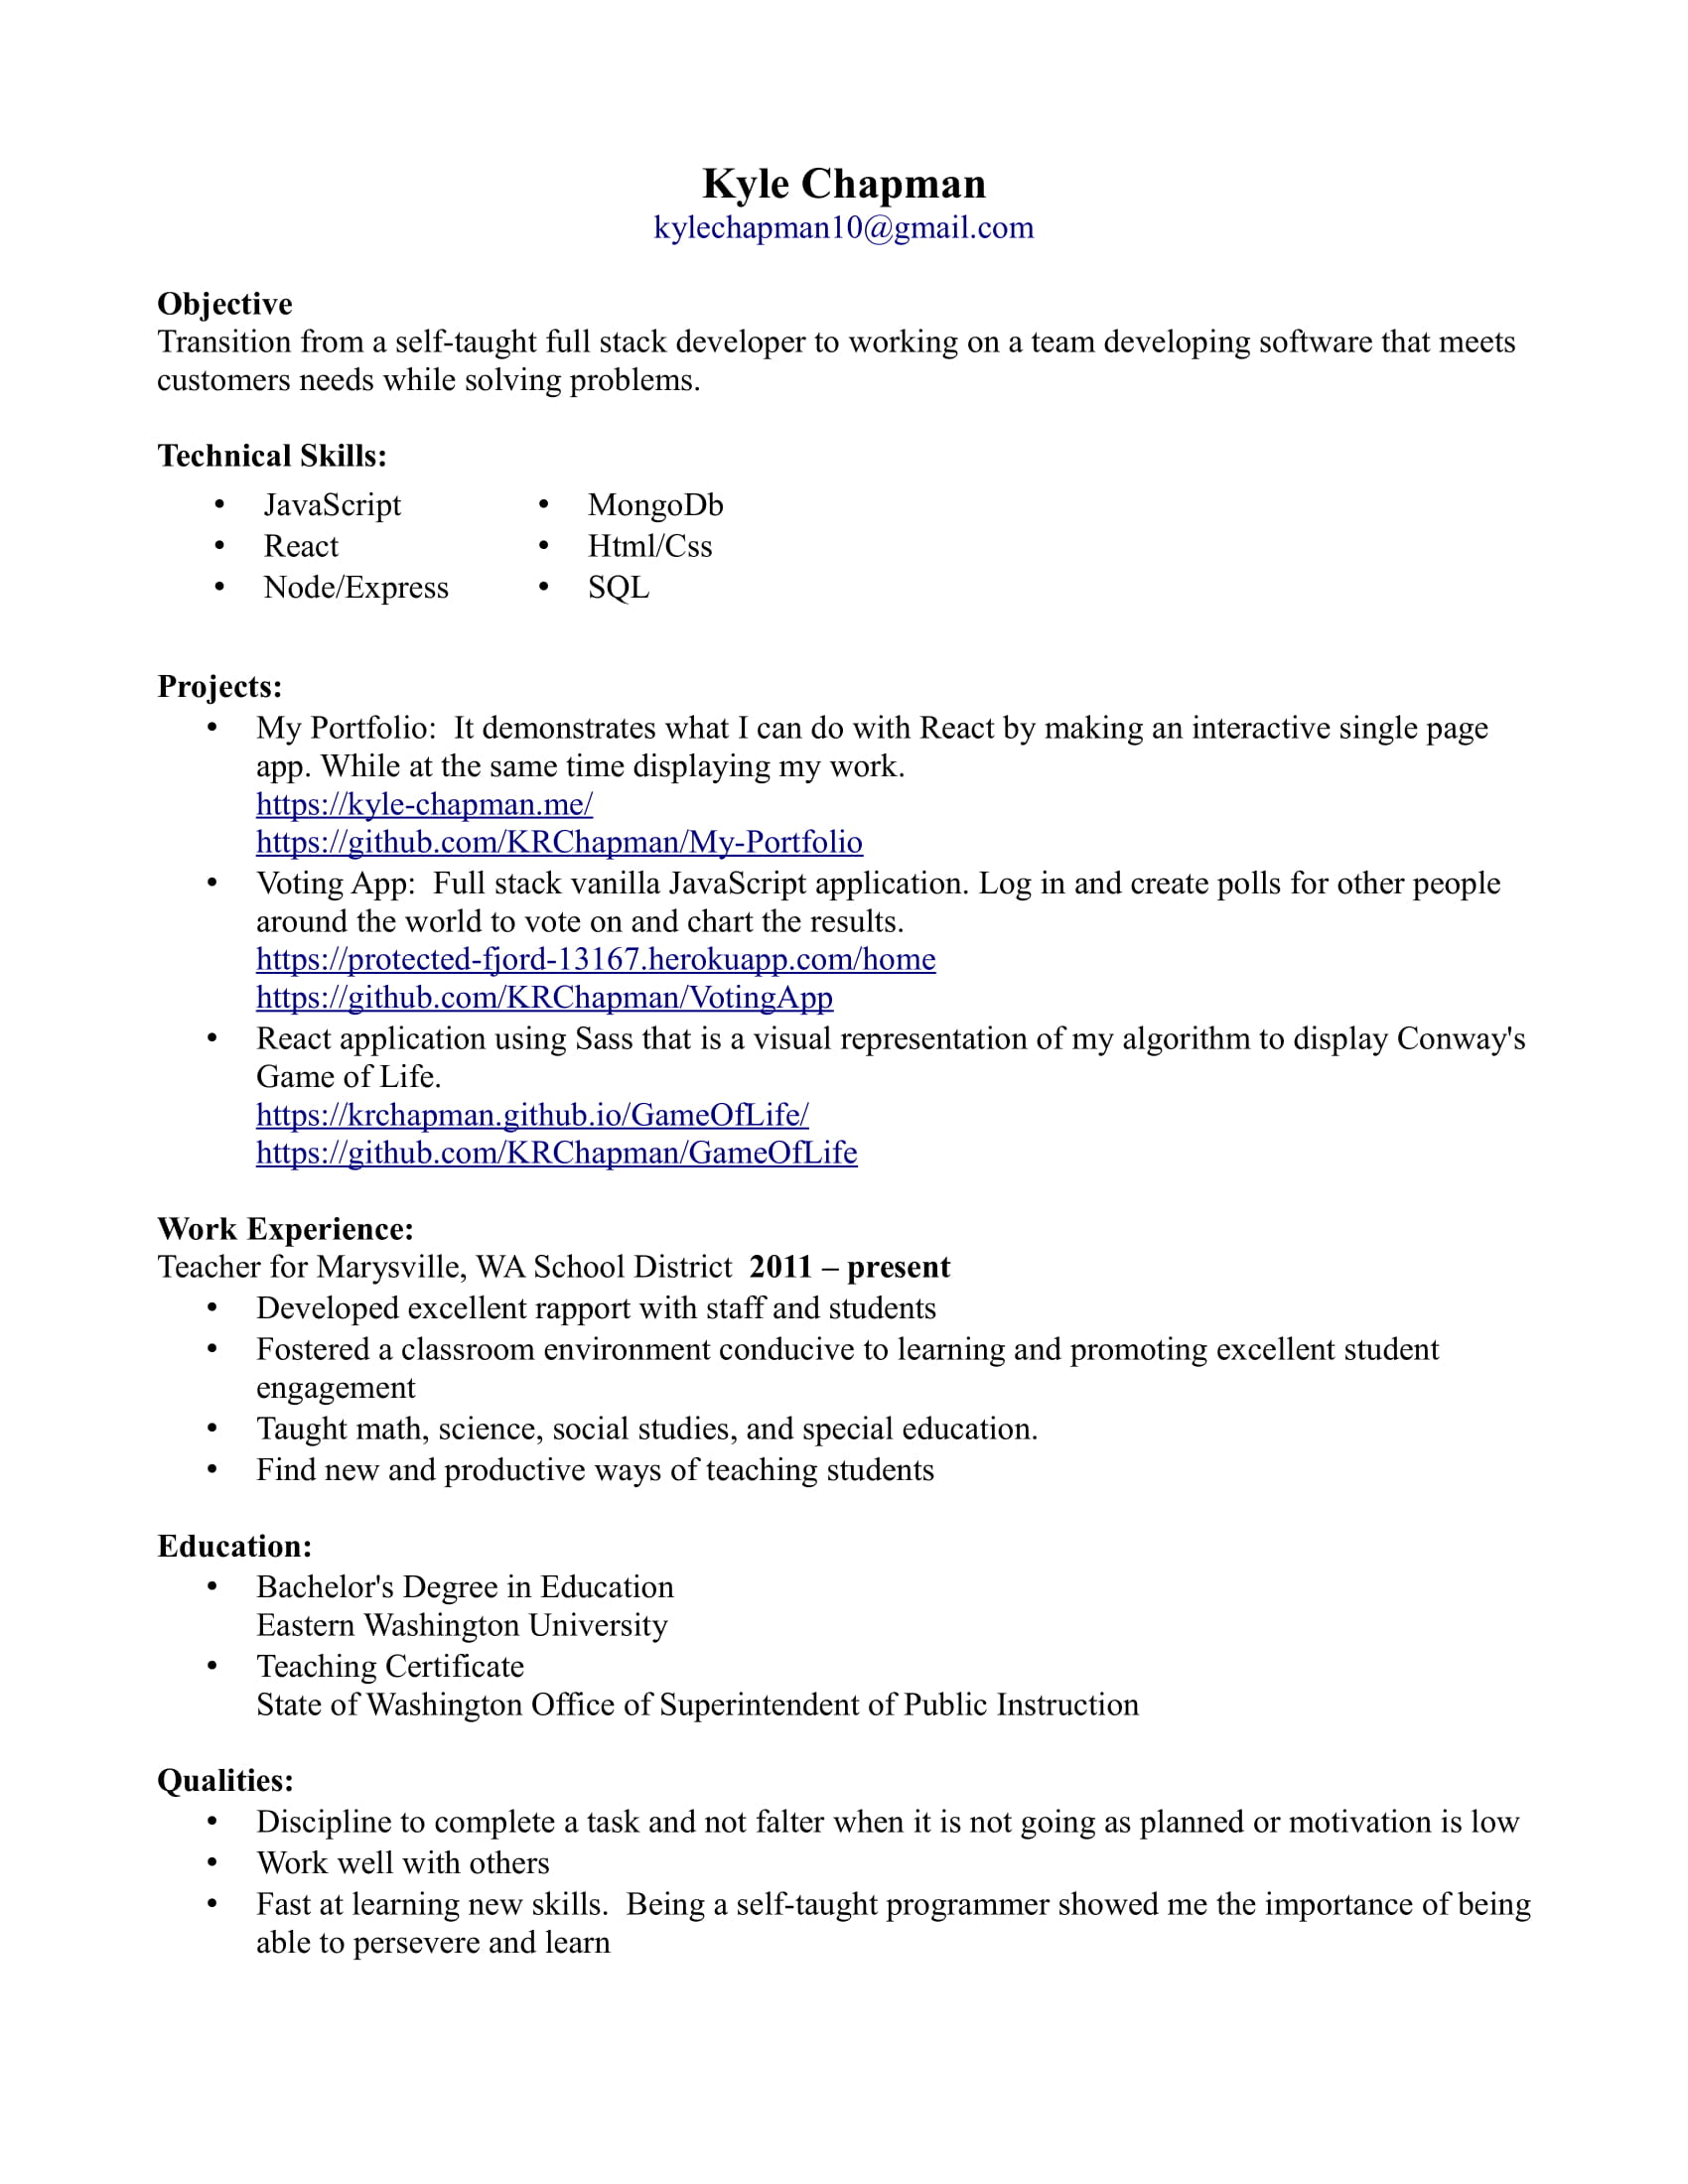 Kyle Chapman
kylechapman10@gmail.com
Objective
Transition from a self-taught full stack developer to working on a team developing software that meets
customers needs while solving problems.
Technical Skills:
• JavaScript • MongoDb
• React • Html/Css
• Node/Express • SQL
Projects:
• My Portfolio:  It demonstrates what I can do with React by making an interactive single page
app. While at the same time displaying my work.
https://kyle-chapman.me/
https://github.com/KRChapman/My-Portfolio
• Voting App:  Full stack vanilla JavaScript application. Log in and create polls for other people
around the world to vote on and chart the results.
https://protected-fjord-13167.herokuapp.com/home
https://github.com/KRChapman/VotingApp
• React application using Sass that is a visual representation of my algorithm to display Conway's
Game of Life.
https://krchapman.github.io/GameOfLife/
https://github.com/KRChapman/GameOfLife
Work Experience:
Teacher for Marysville, WA School District  2011 – present
• Developed excellent rapport with staff and students
• Fostered a classroom environment conducive to learning and promoting excellent student
engagement
• Taught math, science, social studies, and special education.
• Find new and productive ways of teaching students
Education:
• Bachelor's Degree in Education
Eastern Washington University
• Teaching Certificate
State of Washington Office of Superintendent of Public Instruction
Qualities:
• Discipline to complete a task and not falter when it is not going as planned or motivation is low
• Work well with others
• Fast at learning new skills.  Being a self-taught programmer showed me the importance of being
able to persevere and learn